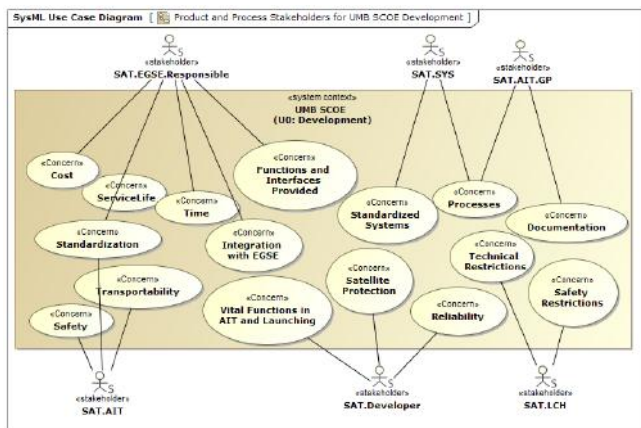 SysML Use Case Diagram [ Product and Process Stakeholders for UMB SCOE Development ]
«stakeholder»
SAT.EGSE.Responsible
«stakeholder»
SAT.SYS
«stakeholder»
SAT.AIT.GP
«system context»
UMB SCOE
(U0: Development)
«Concern»
Cost
«Concern»
ServiceLife
«Concern»
Time
«Concern»
Functions and
Interfaces
Provided
«Concern»
Standardized
Systems
«Concern»
Processes
«Concern»
Documentation
«Concern»
Standardization
«Concern»
Integration
with EGSE
«Concern»
Technical
Restrictions
«Concern»
Transportability
«Concern»
Satellite
Protection
«Concern»
Safety
Restrictions
«Concern»
Safety
«Concern»
Vital Functions in
AIT and Launching
«Concern»
Reliability
«stakeholder»
SAT.AIT
«stakeholder»
SAT.Developer
«stakeholder»
SAT.LCH